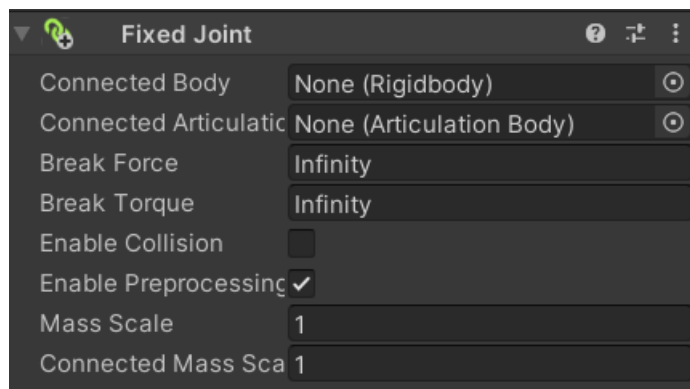 Fixed Joint
Connected Body None (Rigidbody)
Connected Articulatic None (Articulation Body)
Break Force Infinity
Break Torque Infinity
Enable Collision
Enable Preprocessing
Mass Scale 1
Connected Mass Sca 1